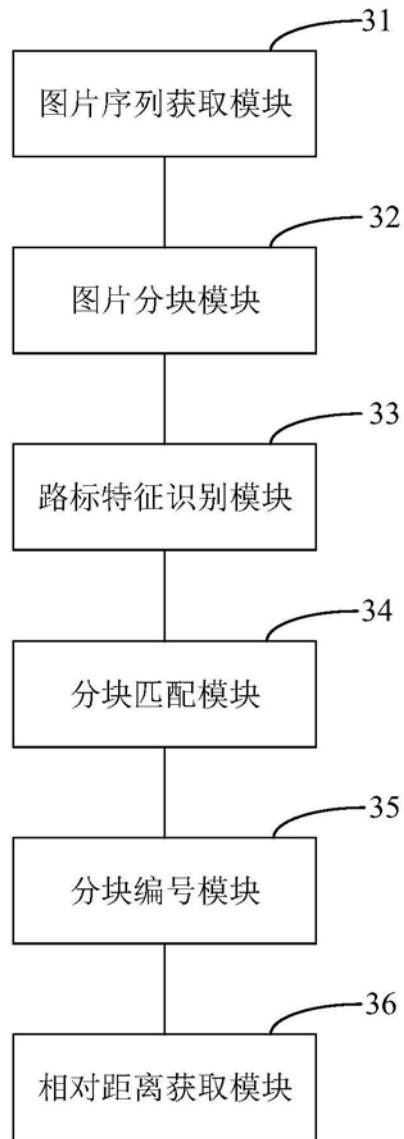 31
图片序列获取模块
32
图片分块模块
33
路标特征识别模块
34
分块匹配模块
35
分块编号模块
36
相对距离获取模块